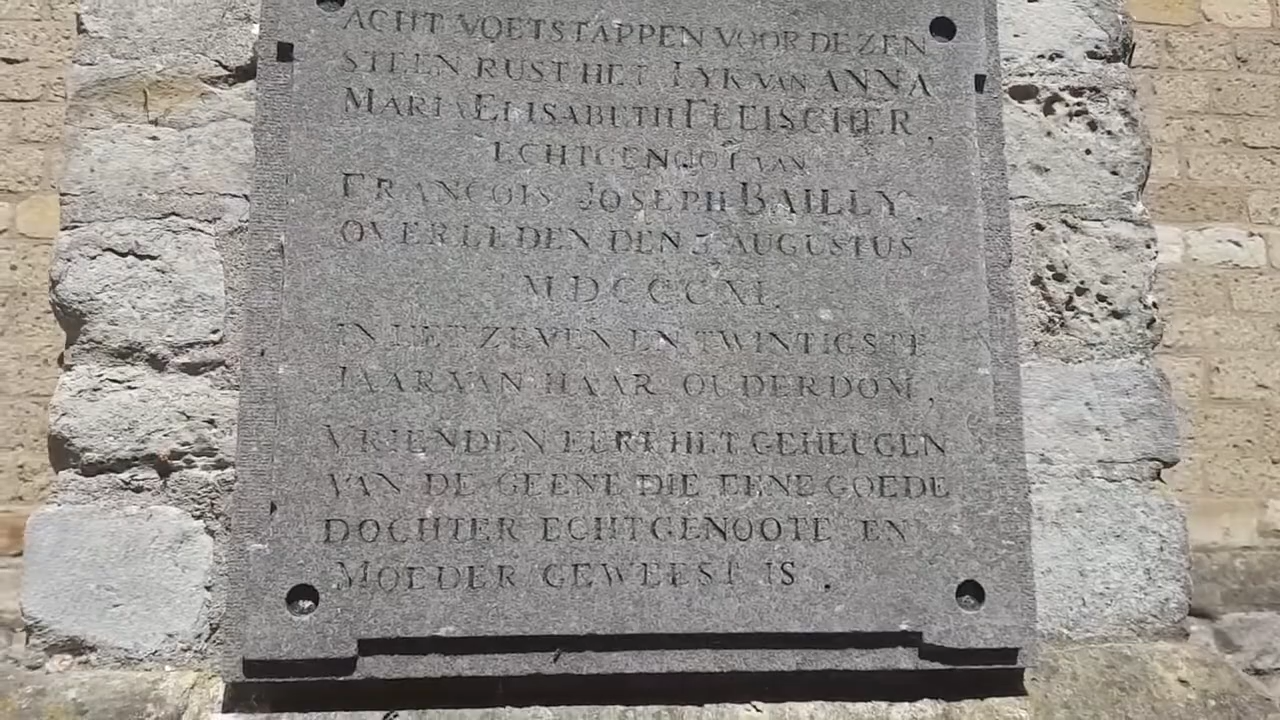 ACHT VOETSTAPPEN VOOR DEZEN
STEEN RUST HET LYK VAN ANNA
MARIA ELISABETH FLEISCHER,
ECHTGENOOT VAN
FRANCOIS JOSEPH BAILLY,
OVERLEDEN DEN AUGUSTUS
IN HET ZEVEN EN TWINTIGSTE
JAAR VAN HAAR OUDERDOM,
VRIENDEN EERT HET GEHEUGEN
VAN DE GEENE DIE EENE GOEDE
DOCHTER ECHTGENOOTE EN
MOEDER GEWEEST IS.